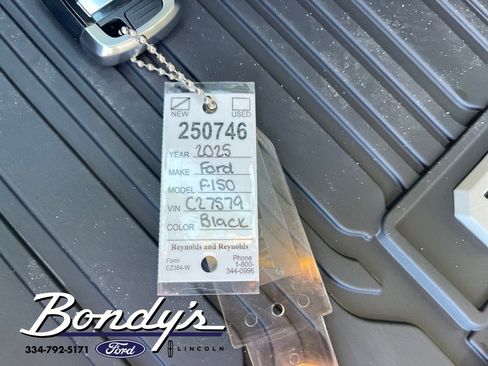 NEW USED
250746
YEAR 2025
MAKE Ford
MODEL F150
VIN C27579
COLOR Black
Reynolds and Reynolds
Form
EZ384-W
Phone
1-800-
344-0996
Bondy's
334-792-5171 Ford LINCOLN